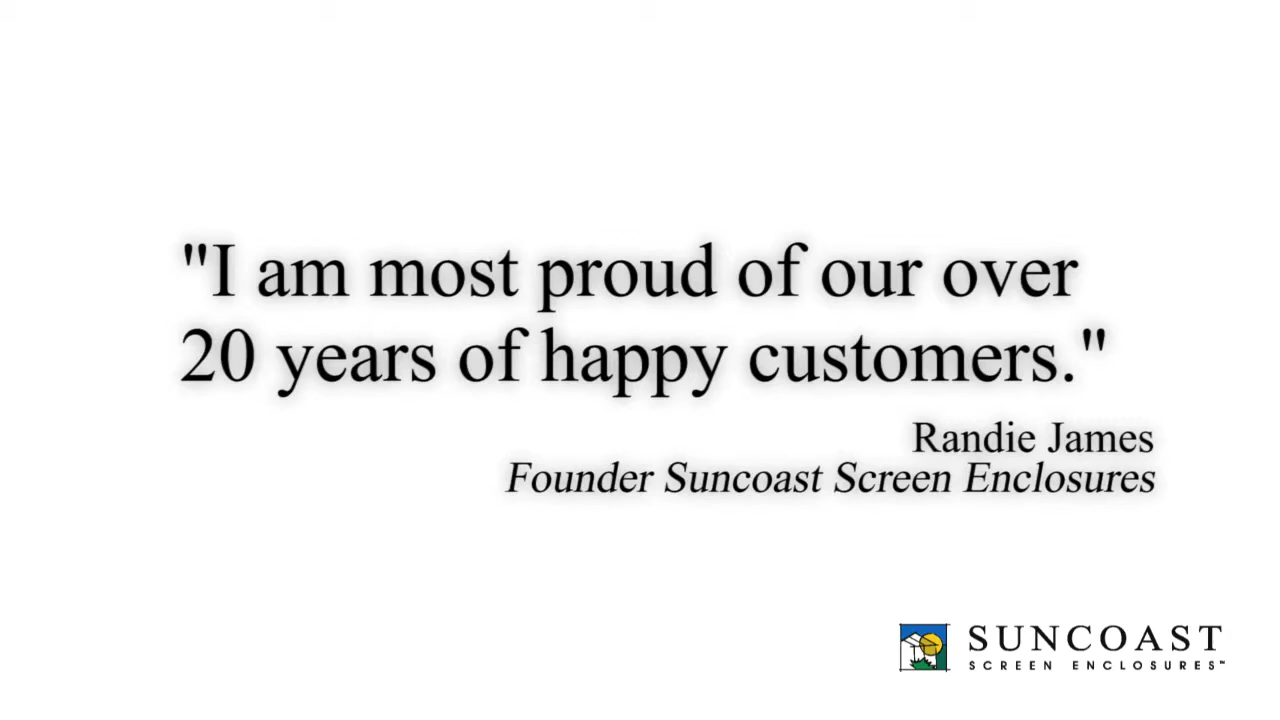 "I am most proud of our over
20 years of happy customers."
Randie James
Founder Suncoast Screen Enclosures
SUNCOAST
SCREEN ENCLOSURES™